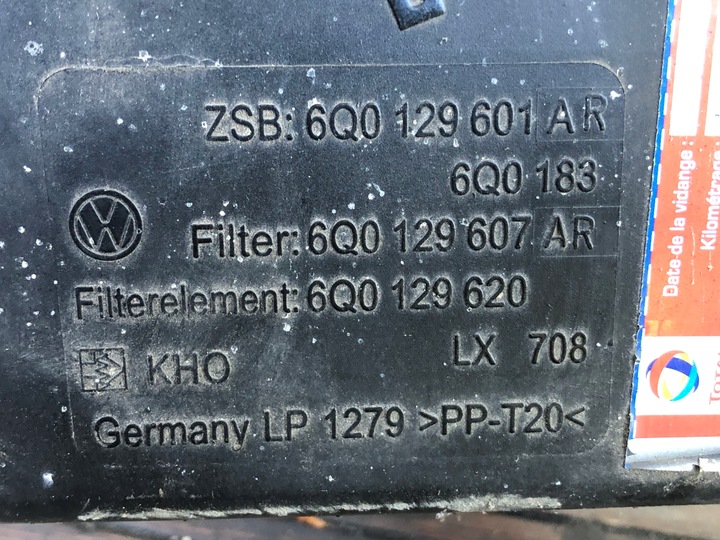 ZSB: 6Q0 129 601 AR
6Q0 183
Filter: 6Q0 129 607 AR
Filterelement: 6Q0 129 620
LX 708
KHO
Germany LP 1279 >PP-T20<
Date de la vidange :